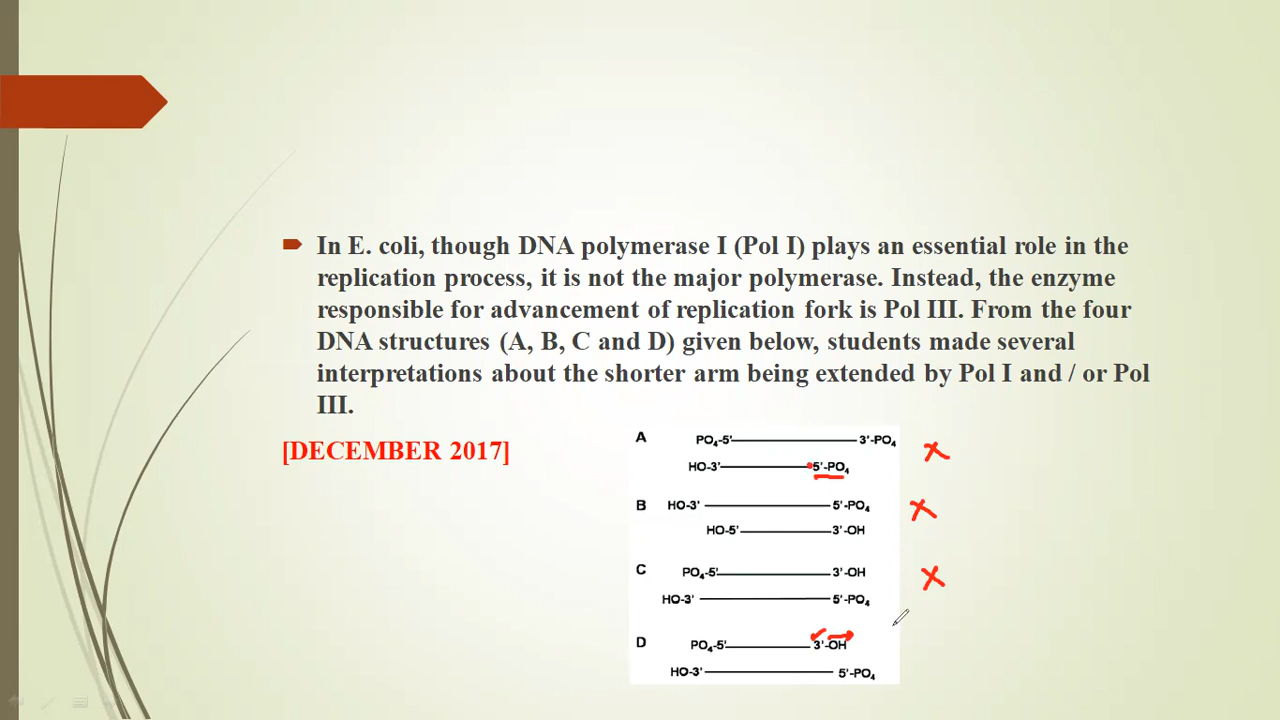 In E. coli, though DNA polymerase I (Pol I) plays an essential role in the
replication process, it is not the major polymerase. Instead, the enzyme
responsible for advancement of replication fork is Pol III. From the four
DNA structures (A, B, C and D) given below, students made several
interpretations about the shorter arm being extended by Pol I and / or Pol
III.
[DECEMBER 2017]
A PO₄-5' 3'-PO₄
HO-3' 5'-PO₄
B HO-3' 5'-PO₄
HO-5' 3'-OH
C PO₄-5' 3'-OH
HO-3' 5'-PO₄
D PO₄-5' 3'-OH
HO-3' 5'-PO₄